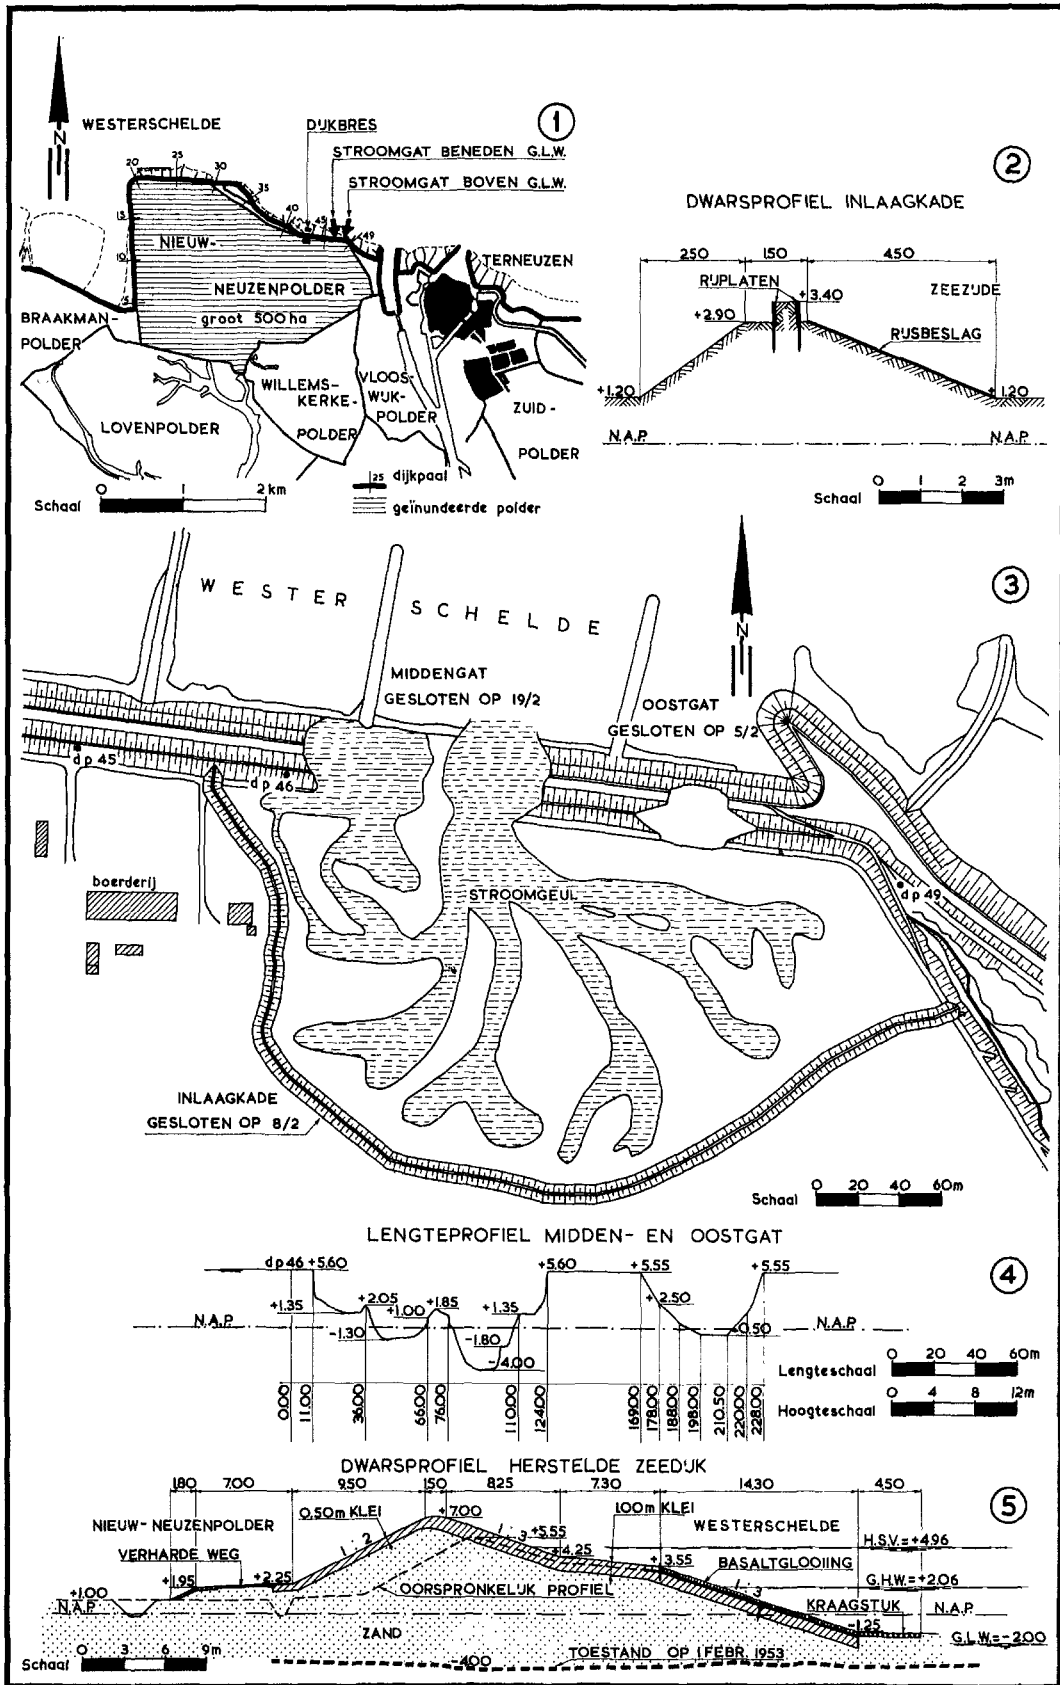 1
N
WESTERSCHELDE
DIJKBRES
STROOMGAT BENEDEN G.L.W.
STROOMGAT BOVEN G.L.W.
20
25
30
35
40
45
49
15
10
5
NIEUW-
NEUZENPOLDER
groot 500 ha
TERNEUZEN
BRAAKMAN-
POLDER
WILLEMS-
KERKE-
POLDER
VLOOS-
WIJK-
POLDER
ZUID-
POLDER
LOVENPOLDER
Schaal 0 1 2 km
25 dijkpaal
geïnundeerde polder
2
DWARSPROFIEL INLAAGKADE
250 150 450
RIJPLATEN
+3.40
ZEEZIJDE
+2.90
RIJSBESLAG
+1.20
+1.20
N.A.P. N.A.P.
Schaal 0 1 2 3m
3
N
WESTER SCHELDE
MIDDENGAT
GESLOTEN OP 19/2
OOSTGAT
GESLOTEN OP 5/2
dp 45
dp 46
boerderij
STROOMGEUL
dp 49
INLAAGKADE
GESLOTEN OP 8/2
Schaal 0 20 40 60m
LENGTEPROFIEL MIDDEN- EN OOSTGAT
4
dp46 +5.60
+5.60
+5.55
+5.55
+1.35
+2.05
+1.00
+1.85
+1.35
+2.50
N.A.P.
-1.30
-1.80
-4.00
-0.50
N.A.P.
Lengteschaal 0 20 40 60m
Hoogteschaal 0 4 8 12m
0.00
11.00
36.00
66.00
76.00
110.00
124.00
169.00
178.00
188.00
198.00
210.50
220.00
228.00
DWARSPROFIEL HERSTELDE ZEEDIJK
5
1.80 7.00 9.50 1.50 8.25 7.30 14.30 4.50
NIEUW-NEUZENPOLDER
0.50m KLEI
+7.00
1.00m KLEI
WESTERSCHELDE
H.S.V.=+4.96
1:2
1:3
+5.55
+4.25
+3.55
VERHARDE WEG
BASALTGLOOIING
G.H.W.=+2.06
+1.95
+2.25
OORSPRONKELIJK PROFIEL
1:3
KRAAGSTUK
+1.00
N.A.P.
-1.25
N.A.P.
ZAND
G.L.W.=-2.00
Schaal 0 3 6 9m
-4.00
TOESTAND OP 1 FEBR. 1953